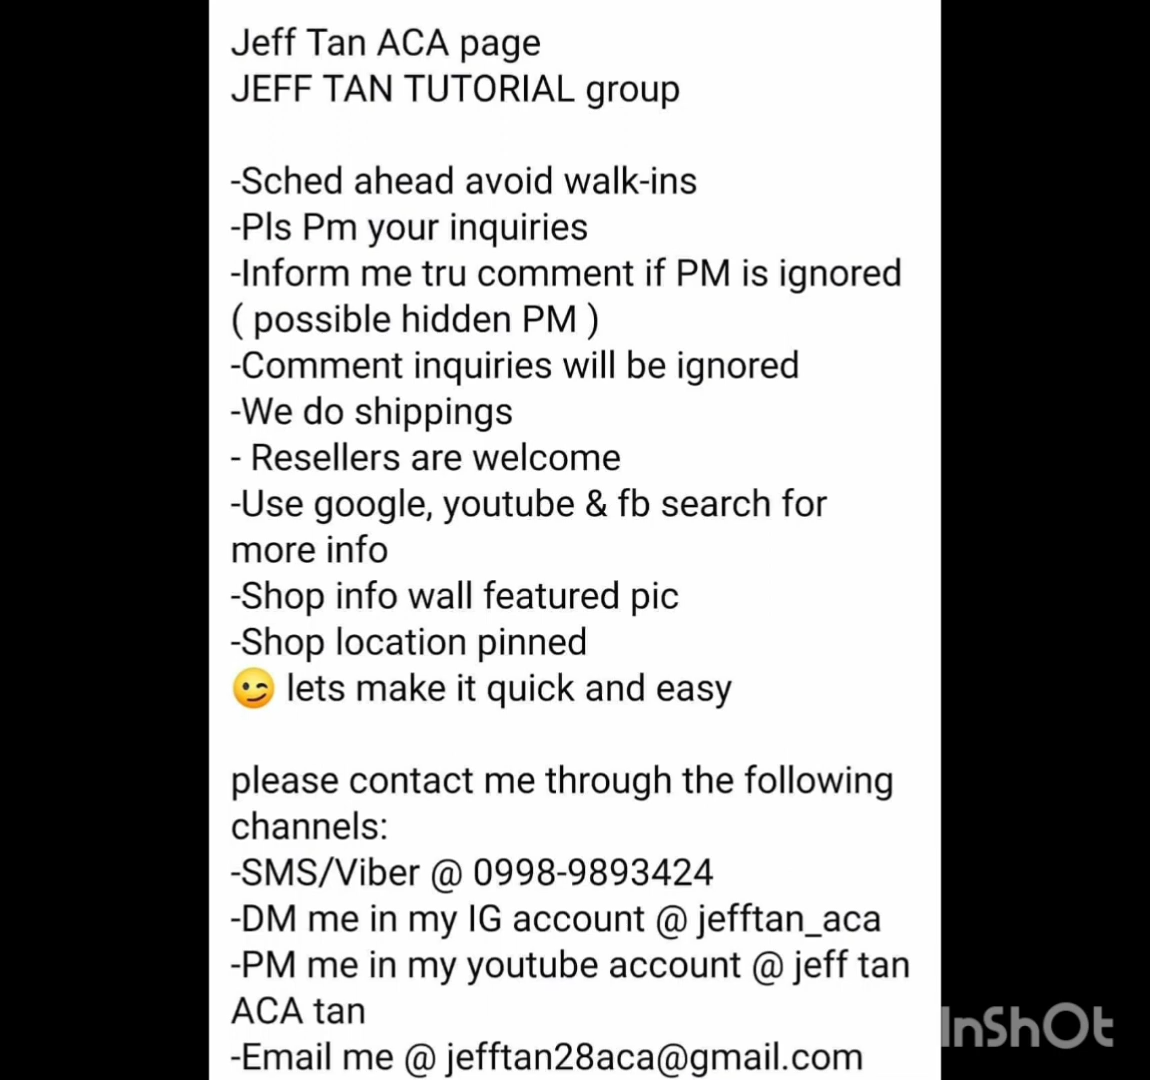 Jeff Tan ACA page
JEFF TAN TUTORIAL group
-Sched ahead avoid walk-ins
-Pls Pm your inquiries
-Inform me tru comment if PM is ignored
( possible hidden PM )
-Comment inquiries will be ignored
-We do shippings
- Resellers are welcome
-Use google, youtube & fb search for
more info
-Shop info wall featured pic
-Shop location pinned
😉 lets make it quick and easy
please contact me through the following
channels:
-SMS/Viber @ 0998-9893424
-DM me in my IG account @ jefftan_aca
-PM me in my youtube account @ jeff tan
ACA tan
-Email me @ jefftan28aca@gmail.com
InShOt